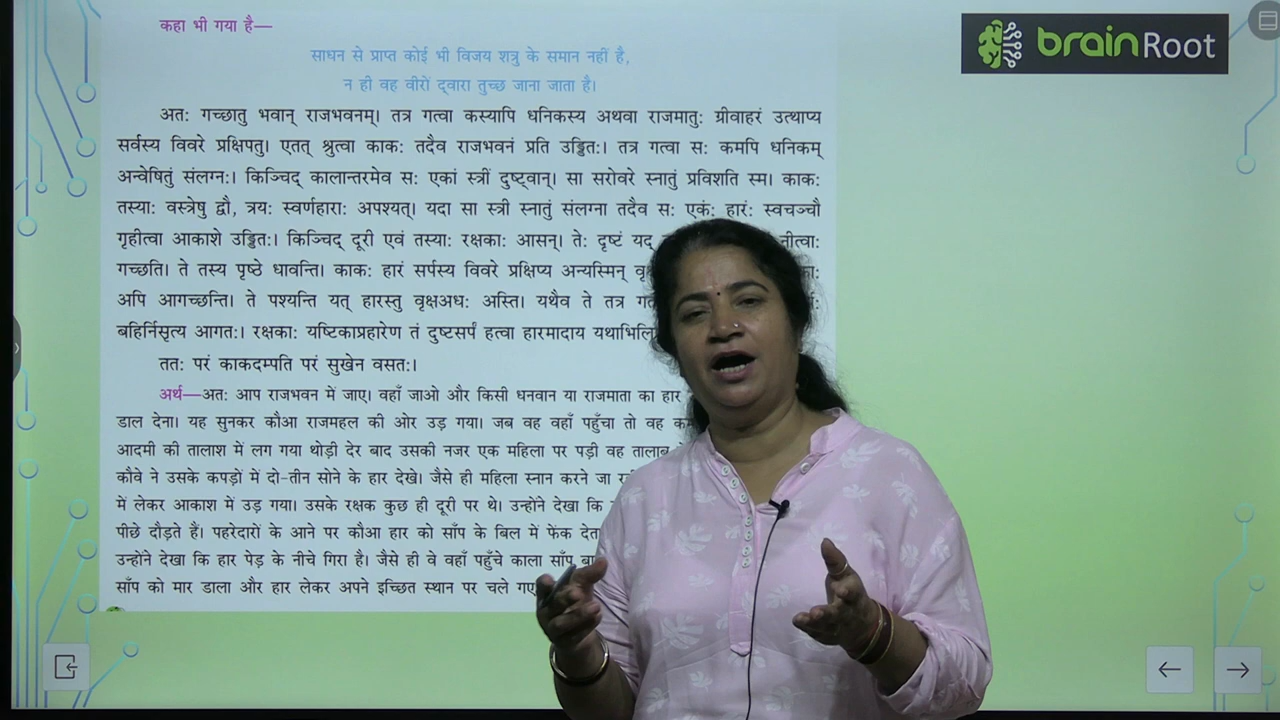 कहा भी गया है—
brainRoot
साधन से प्राप्त कोई भी विजय शत्रु के समान नहीं है,
न ही वह वीरों द्वारा तुच्छ जाना जाता है।
अत: गच्छातु भवान् राजभवनम्। तत्र गत्वा कस्यापि धनिकस्य अथवा राजमातु: ग्रीवाहरं उत्थाप्य
सर्वस्य विवरे प्रक्षिपतु। एतत् श्रुत्वा काक: तदैव राजभवनं प्रति उड्डित:। तत्र गत्वा स: कमपि धनिकम्
अन्वेषितुं संलग्न:। किञ्चिद् कालान्तरमेव स: एकां स्त्रीं दुष्ट्वान्। सा सरोवरे स्नातुं प्रविशति स्म। काक:
तस्या: वस्त्रेषु द्वौ, त्रय: स्वर्णहारा: अपश्यत्। यदा सा स्त्री स्नातुं संलग्ना तदैव स: एकं: हारं: स्वचञ्चौ
गृहीत्वा आकाशे उड्डित:। किञ्चिद् दूरी एवं तस्या: रक्षका: आसन्। ते: दृष्टं यद् नीत्वा:
गच्छति। ते तस्य पृष्ठे धावन्ति। काक: हारं सर्पस्य विवरे प्रक्षिप्य अन्यस्मिन्
अपि आगच्छन्ति। ते पश्यन्ति यत् हारस्तु वृक्षअध: अस्ति। यथैव ते तत्र
बहिर्निसृत्य आगत:। रक्षका: यष्टिकाप्रहारेण तं दुष्टसर्पं हत्वा हारमादाय
तत: परं काकदम्पति परं सुखेन वसत:।
अर्थ—अत: आप राजभवन में जाए। वहाँ जाओ और किसी धनवान या राजमाता का हार
डाल देना। यह सुनकर कौआ राजमहल की ओर उड़ गया। जब वह वहाँ पहुँचा तो वह
आदमी की तालाश में लग गया थोड़ी देर बाद उसकी नजर एक महिला पर पड़ी वह तालाब
कौवे ने उसके कपड़ों में दो-तीन सोने के हार देखे। जैसे ही महिला स्नान करने जा
में लेकर आकाश में उड़ गया। उसके रक्षक कुछ ही दूरी पर थे। उन्होंने देखा कि
पीछे दौड़ते हैं। पहरेदारों के आने पर कौआ हार को साँप के बिल में फेंक
उन्होंने देखा कि हार पेड़ के नीचे गिरा है। जैसे ही वे वहाँ पहुँचे काला साँप
साँप को मार डाला और हार लेकर अपने इच्छित स्थान पर चले